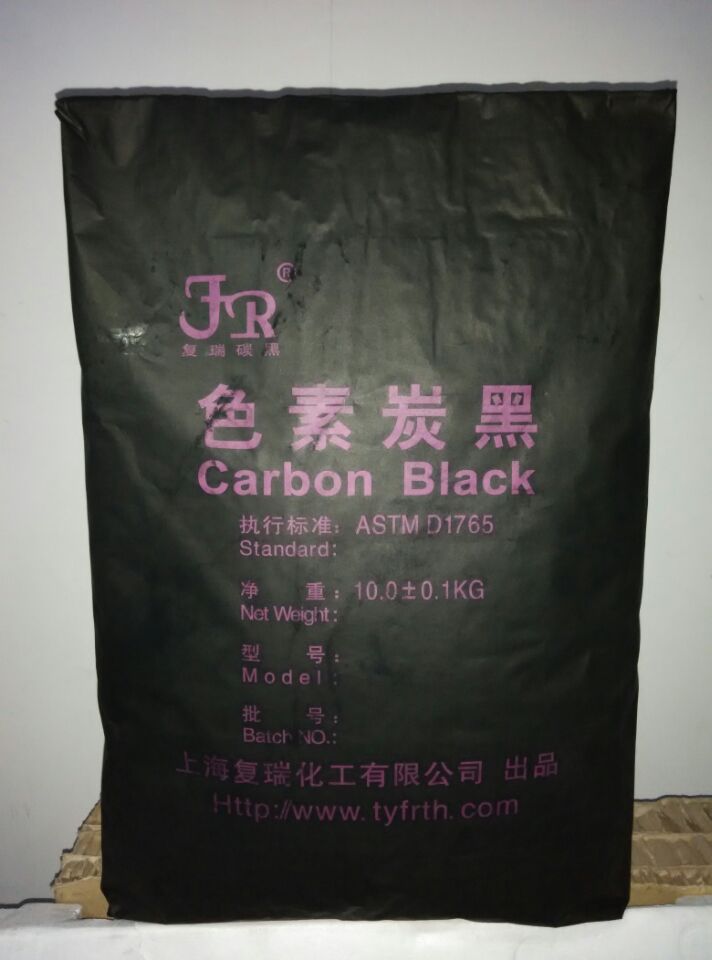 FR®
复瑞碳黑
色素炭黑
Carbon Black
执行标准：ASTM D1765
Standard:
净 重：10.0±0.1KG
Net Weight:
型 号：
Model:
批 号：
Batch NO.:
上海复瑞化工有限公司 出品
Http://www.tyfrth.com